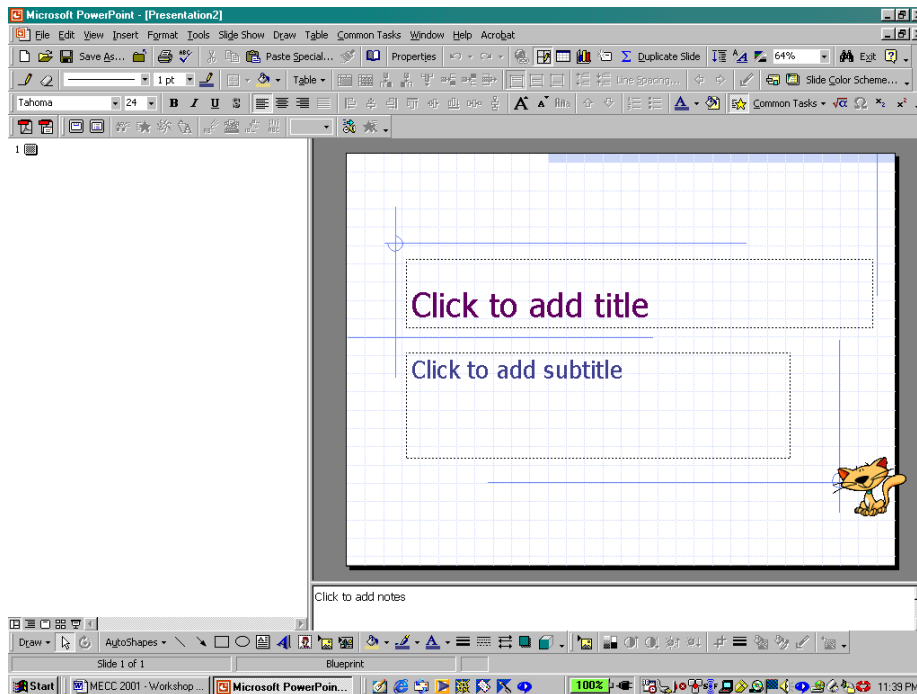 Microsoft PowerPoint - [Presentation2]
File Edit View Insert Format Tools Slide Show Draw Table Common Tasks Window Help Acrobat
Save As... Paste Special... Properties Duplicate Slide 64% Exit
1 pt Table Line Spacing... Slide Color Scheme...
Tahoma 24 B I U S A A Common Tasks
1
Click to add title
Click to add subtitle
Click to add notes
Draw AutoShapes
Slide 1 of 1 Blueprint
Start MECC 2001 - Workshop ... Microsoft PowerPoin... 100% 11:39 PM